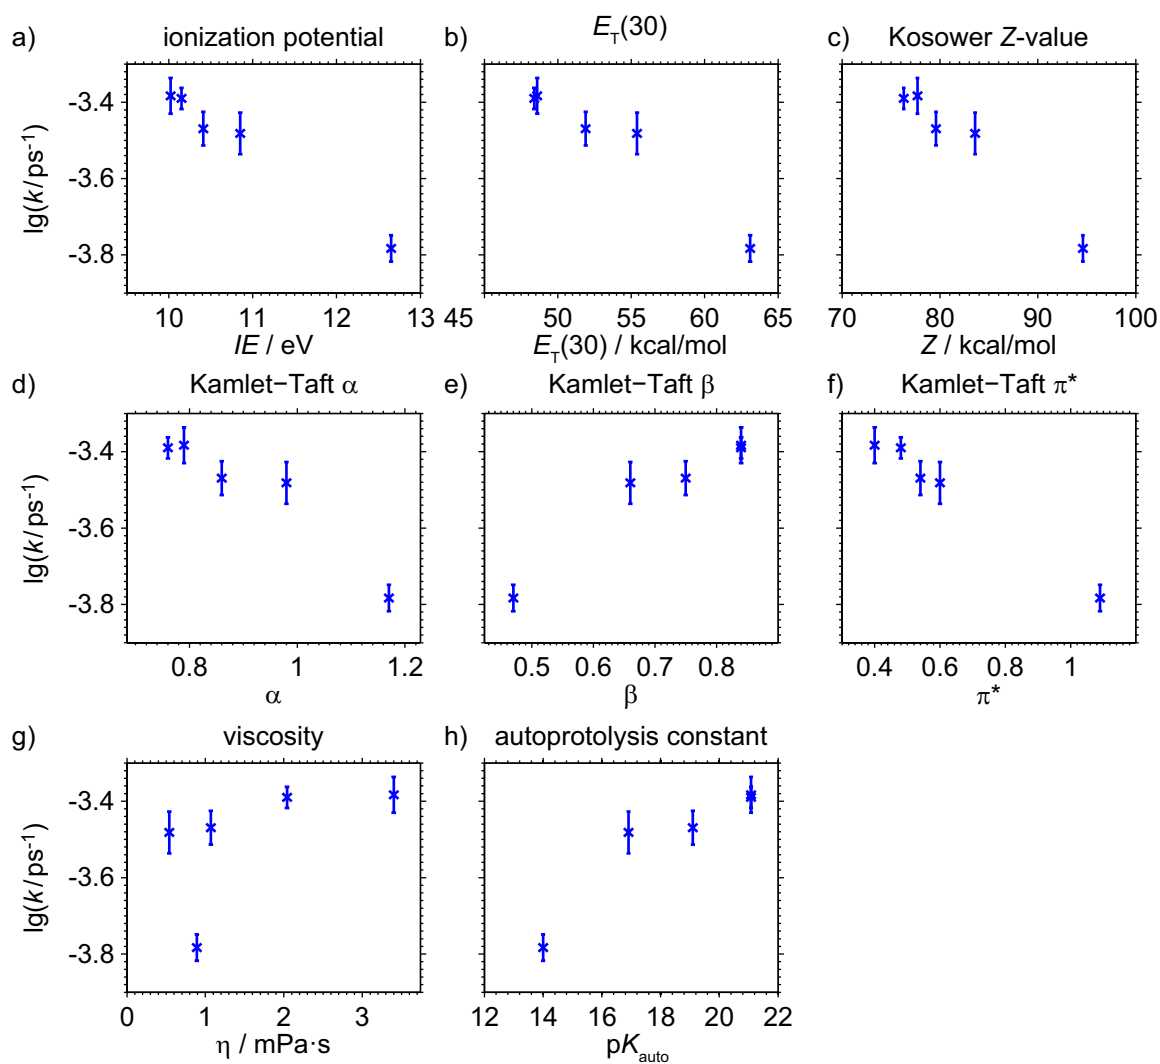 a) ionization potential
b) E_T(30)
c) Kosower Z-value
lg(k/ps⁻¹)
-3.4
-3.6
-3.8
10 11 12 13
IE / eV
45 50 55 60 65
E_T(30) / kcal/mol
70 80 90 100
Z / kcal/mol
d) Kamlet−Taft α
e) Kamlet−Taft β
f) Kamlet−Taft π*
lg(k/ps⁻¹)
-3.4
-3.6
-3.8
0.8 1 1.2
α
0.5 0.6 0.7 0.8
β
0.4 0.6 0.8 1
π*
g) viscosity
h) autoprotolysis constant
lg(k/ps⁻¹)
-3.4
-3.6
-3.8
0 1 2 3
η / mPa·s
12 14 16 18 20 22
pK_auto